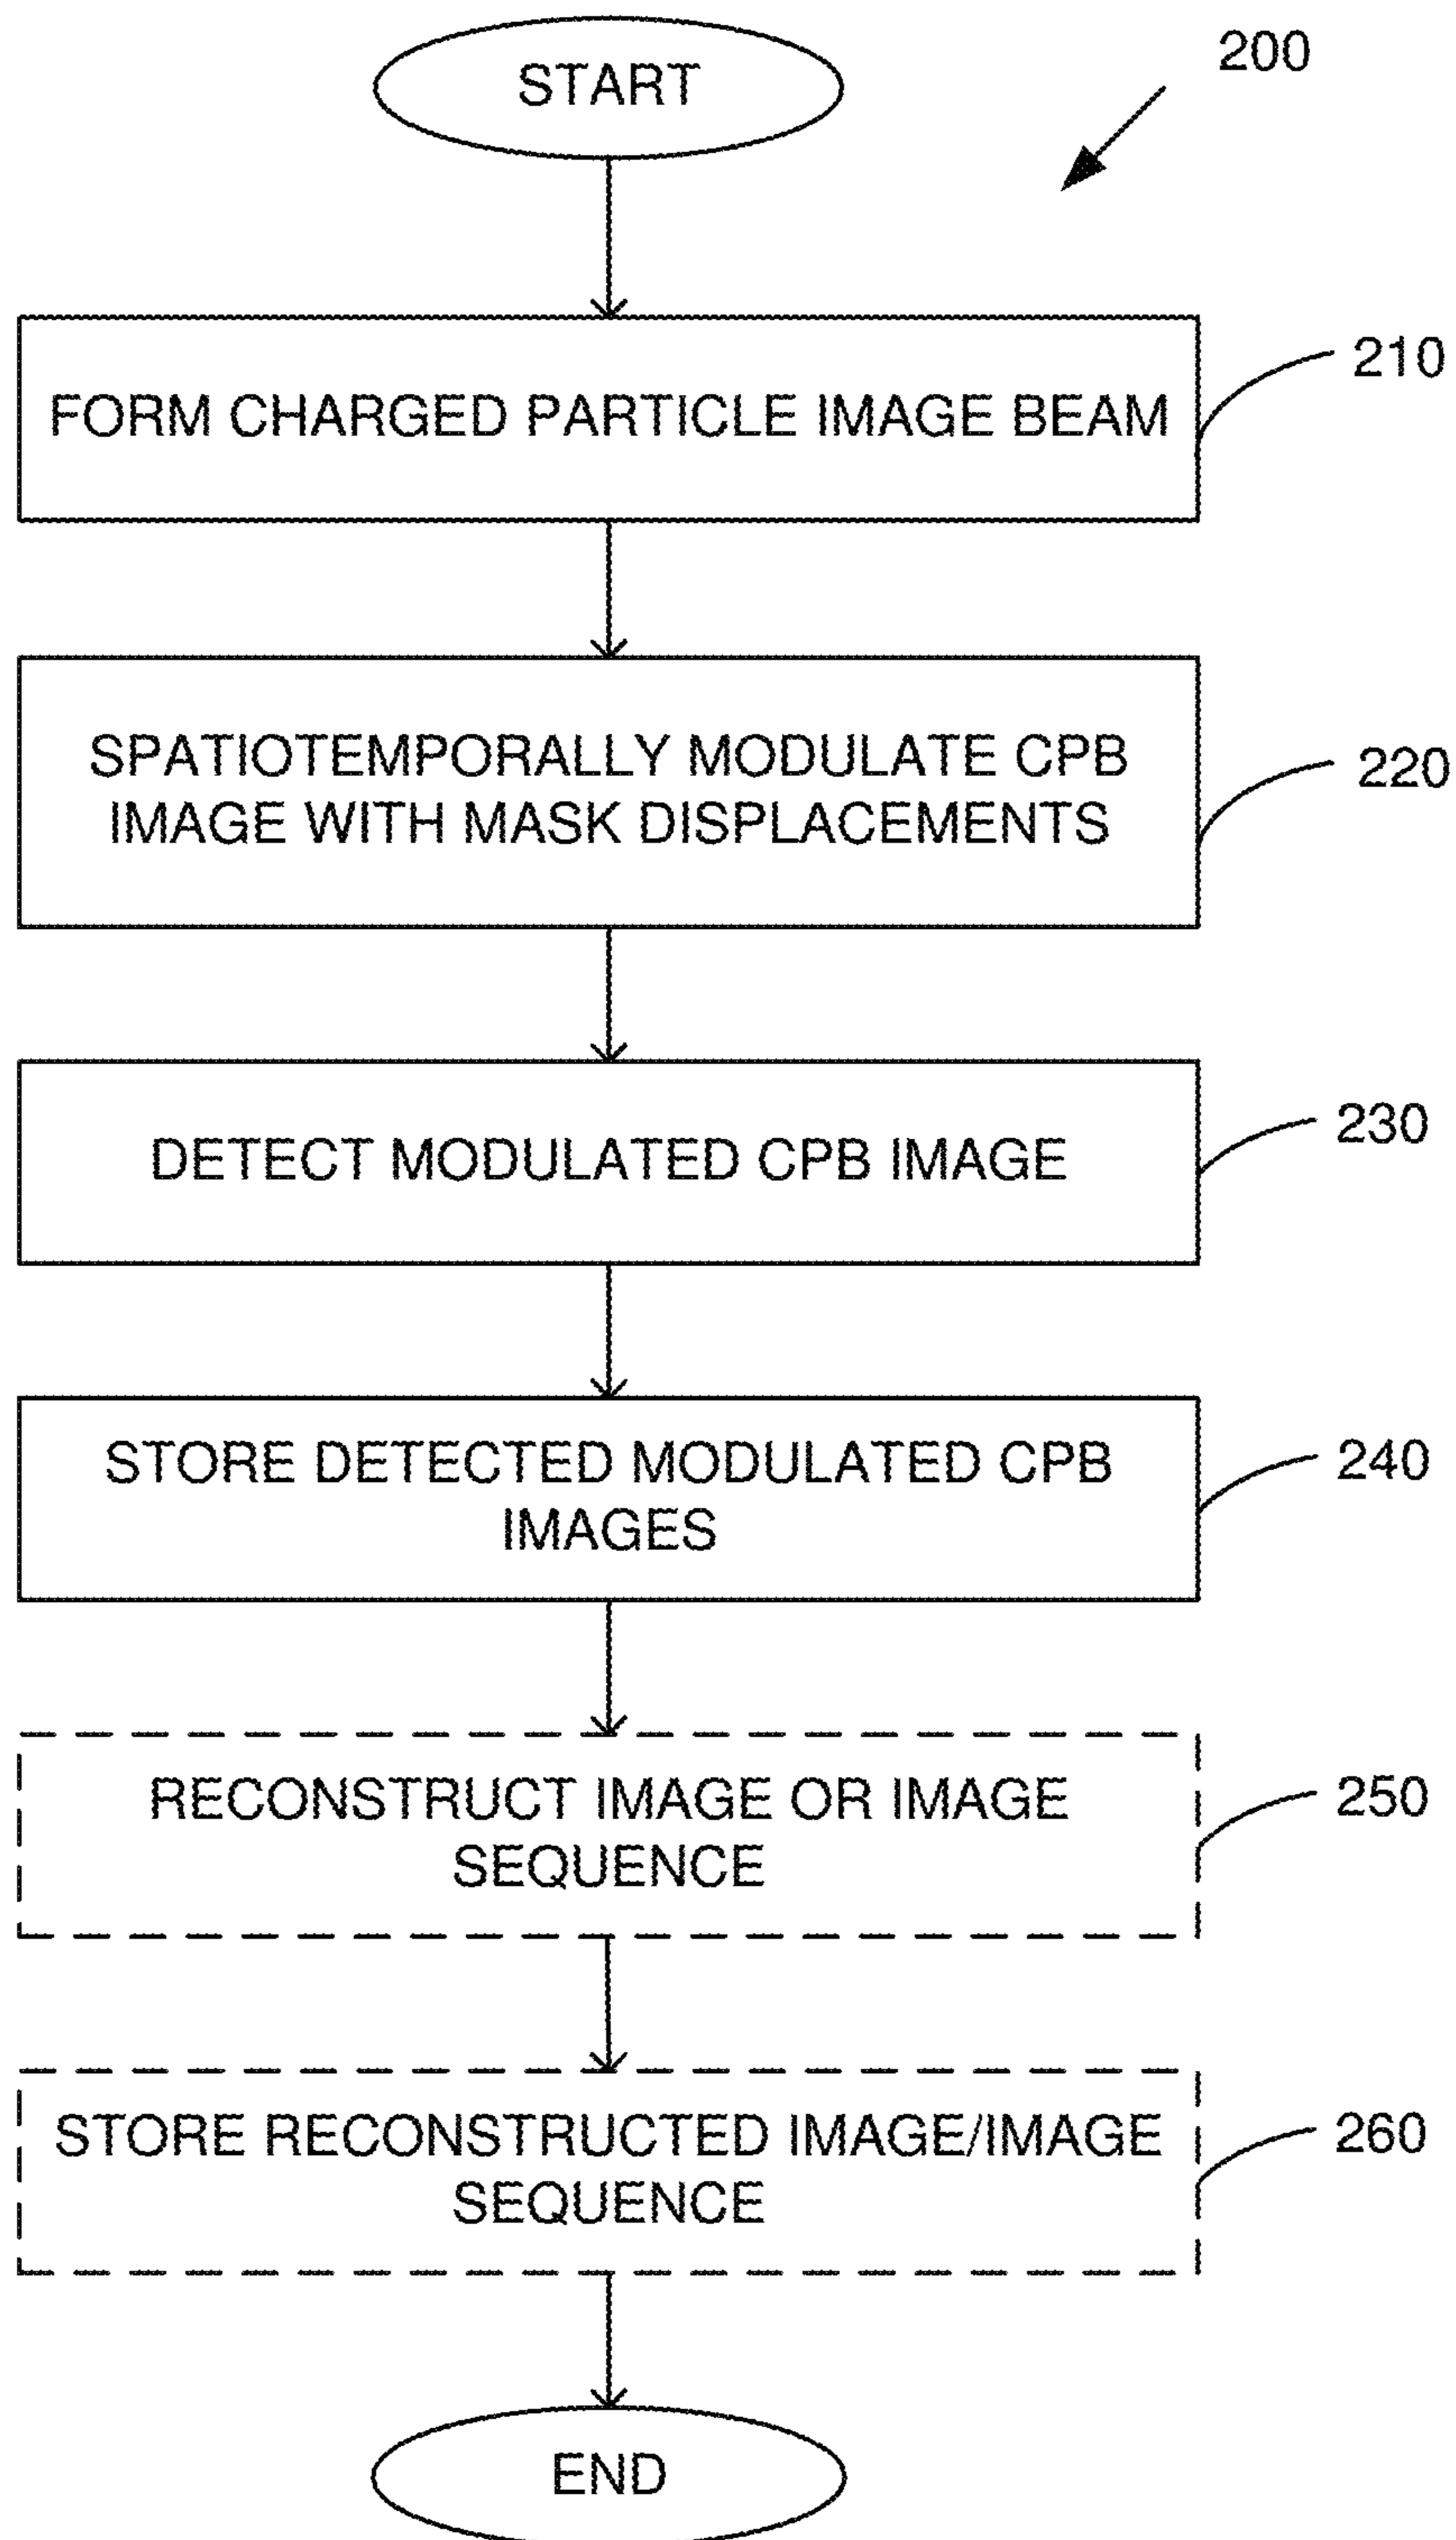 START
200
FORM CHARGED PARTICLE IMAGE BEAM
210
SPATIOTEMPORALLY MODULATE CPB
IMAGE WITH MASK DISPLACEMENTS
220
DETECT MODULATED CPB IMAGE
230
STORE DETECTED MODULATED CPB
IMAGES
240
RECONSTRUCT IMAGE OR IMAGE
SEQUENCE
250
STORE RECONSTRUCTED IMAGE/IMAGE
SEQUENCE
260
END